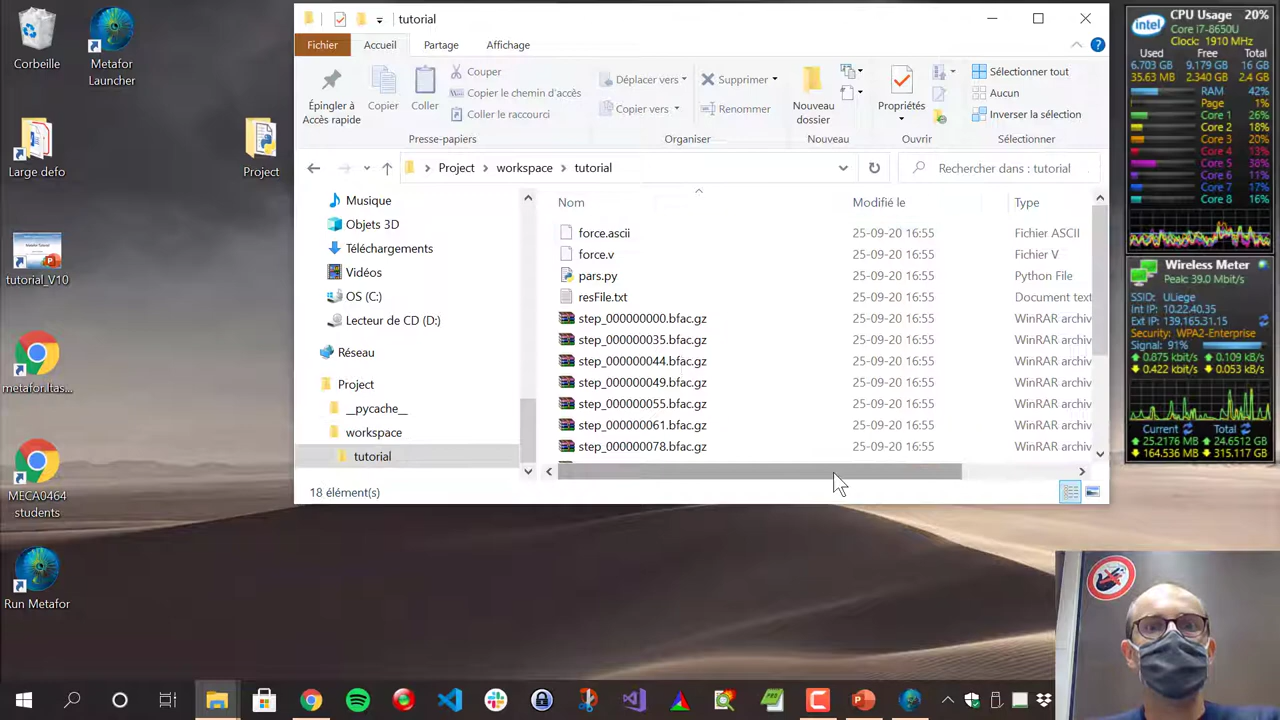 Corbeille
Metafor
Launcher
Large defo
Project
tutorial_V10
metafor.ltas...
MECA0464
students
Run Metafor
tutorial
Fichier
Accueil
Partage
Affichage
Épingler à
Accès rapide
Copier
Coller
Couper
Copier le chemin d'accès
Coller le raccourci
Presse-papiers
Déplacer vers
Copier vers
Supprimer
Renommer
Organiser
Nouveau
dossier
Nouveau
Propriétés
Ouvrir
Sélectionner tout
Aucun
Inverser la sélection
Sélectionner
Project > workspace > tutorial
Rechercher dans : tutorial
Musique
Objets 3D
Téléchargements
Vidéos
OS (C:)
Lecteur de CD (D:)
Réseau
Project
__pycache__
workspace
tutorial
Nom Modifié le Type
force.ascii 25-09-20 16:55 Fichier ASCII
force.v 25-09-20 16:55 Fichier V
pars.py 25-09-20 16:55 Python File
resFile.txt 25-09-20 16:55 Document text
step_000000000.bfac.gz 25-09-20 16:55 WinRAR archiv
step_000000035.bfac.gz 25-09-20 16:55 WinRAR archiv
step_000000044.bfac.gz 25-09-20 16:55 WinRAR archiv
step_000000049.bfac.gz 25-09-20 16:55 WinRAR archiv
step_000000055.bfac.gz 25-09-20 16:55 WinRAR archiv
step_000000061.bfac.gz 25-09-20 16:55 WinRAR archiv
step_000000078.bfac.gz 25-09-20 16:55 WinRAR archiv
18 élément(s)
intel
CPU Usage 20%
Core i7-8650U
Clock: 1910 MHz
Used Free Total
6.703 GB 9.179 GB 16 GB
35.63 MB 2.340 GB 2.4 GB
RAM 42%
Page 1%
Core 1 26%
Core 2 18%
Core 3 20%
Core 4 13%
Core 5 38%
Core 6 11%
Core 7 17%
Core 8 16%
Wireless Meter
Peak: 39.0 Mbit/s
SSID: ULiege
Int IP: 10.22.40.35
Ext IP: 139.165.31.15
Security: WPA2-Enterprise
Signal: 91%
0.875 kbit/s 0.109 kB/s
0.422 kbit/s 0.053 kB/s
Current Total
25.2176 MB 24.6512 GB
164.536 MB 315.117 GB